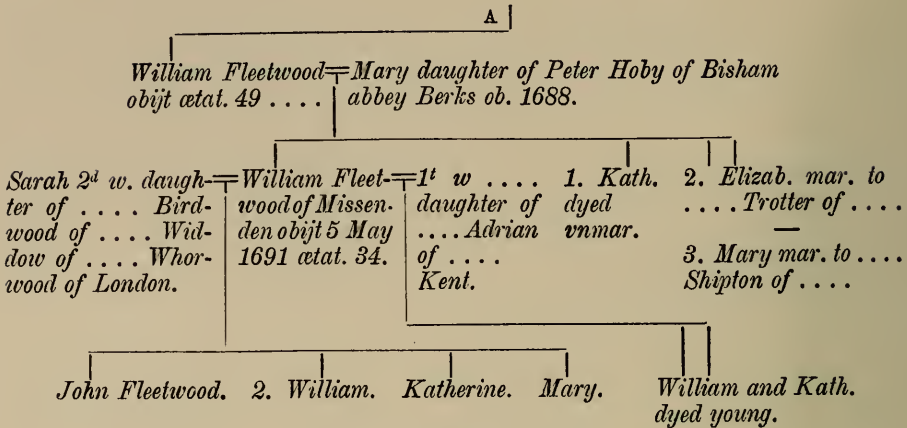 A
William Fleetwood=Mary daughter of Peter Hoby of Bisham
obijt ætat. 49 .... abbey Berks ob. 1688.
Sarah 2d w. daugh-=William Fleet-=1t w .... 1. Kath. 2. Elizab. mar. to
ter of .... Bird- wood of Missen- daughter of dyed .... Trotter of ....
wood of .... Wid- den obijt 5 May .... Adrian vnmar. —
dow of .... Whor- 1691 ætat. 34. of .... 3. Mary mar. to ....
wood of London. Kent. Shipton of ....
John Fleetwood. 2. William. Katherine. Mary. William and Kath.
dyed young.